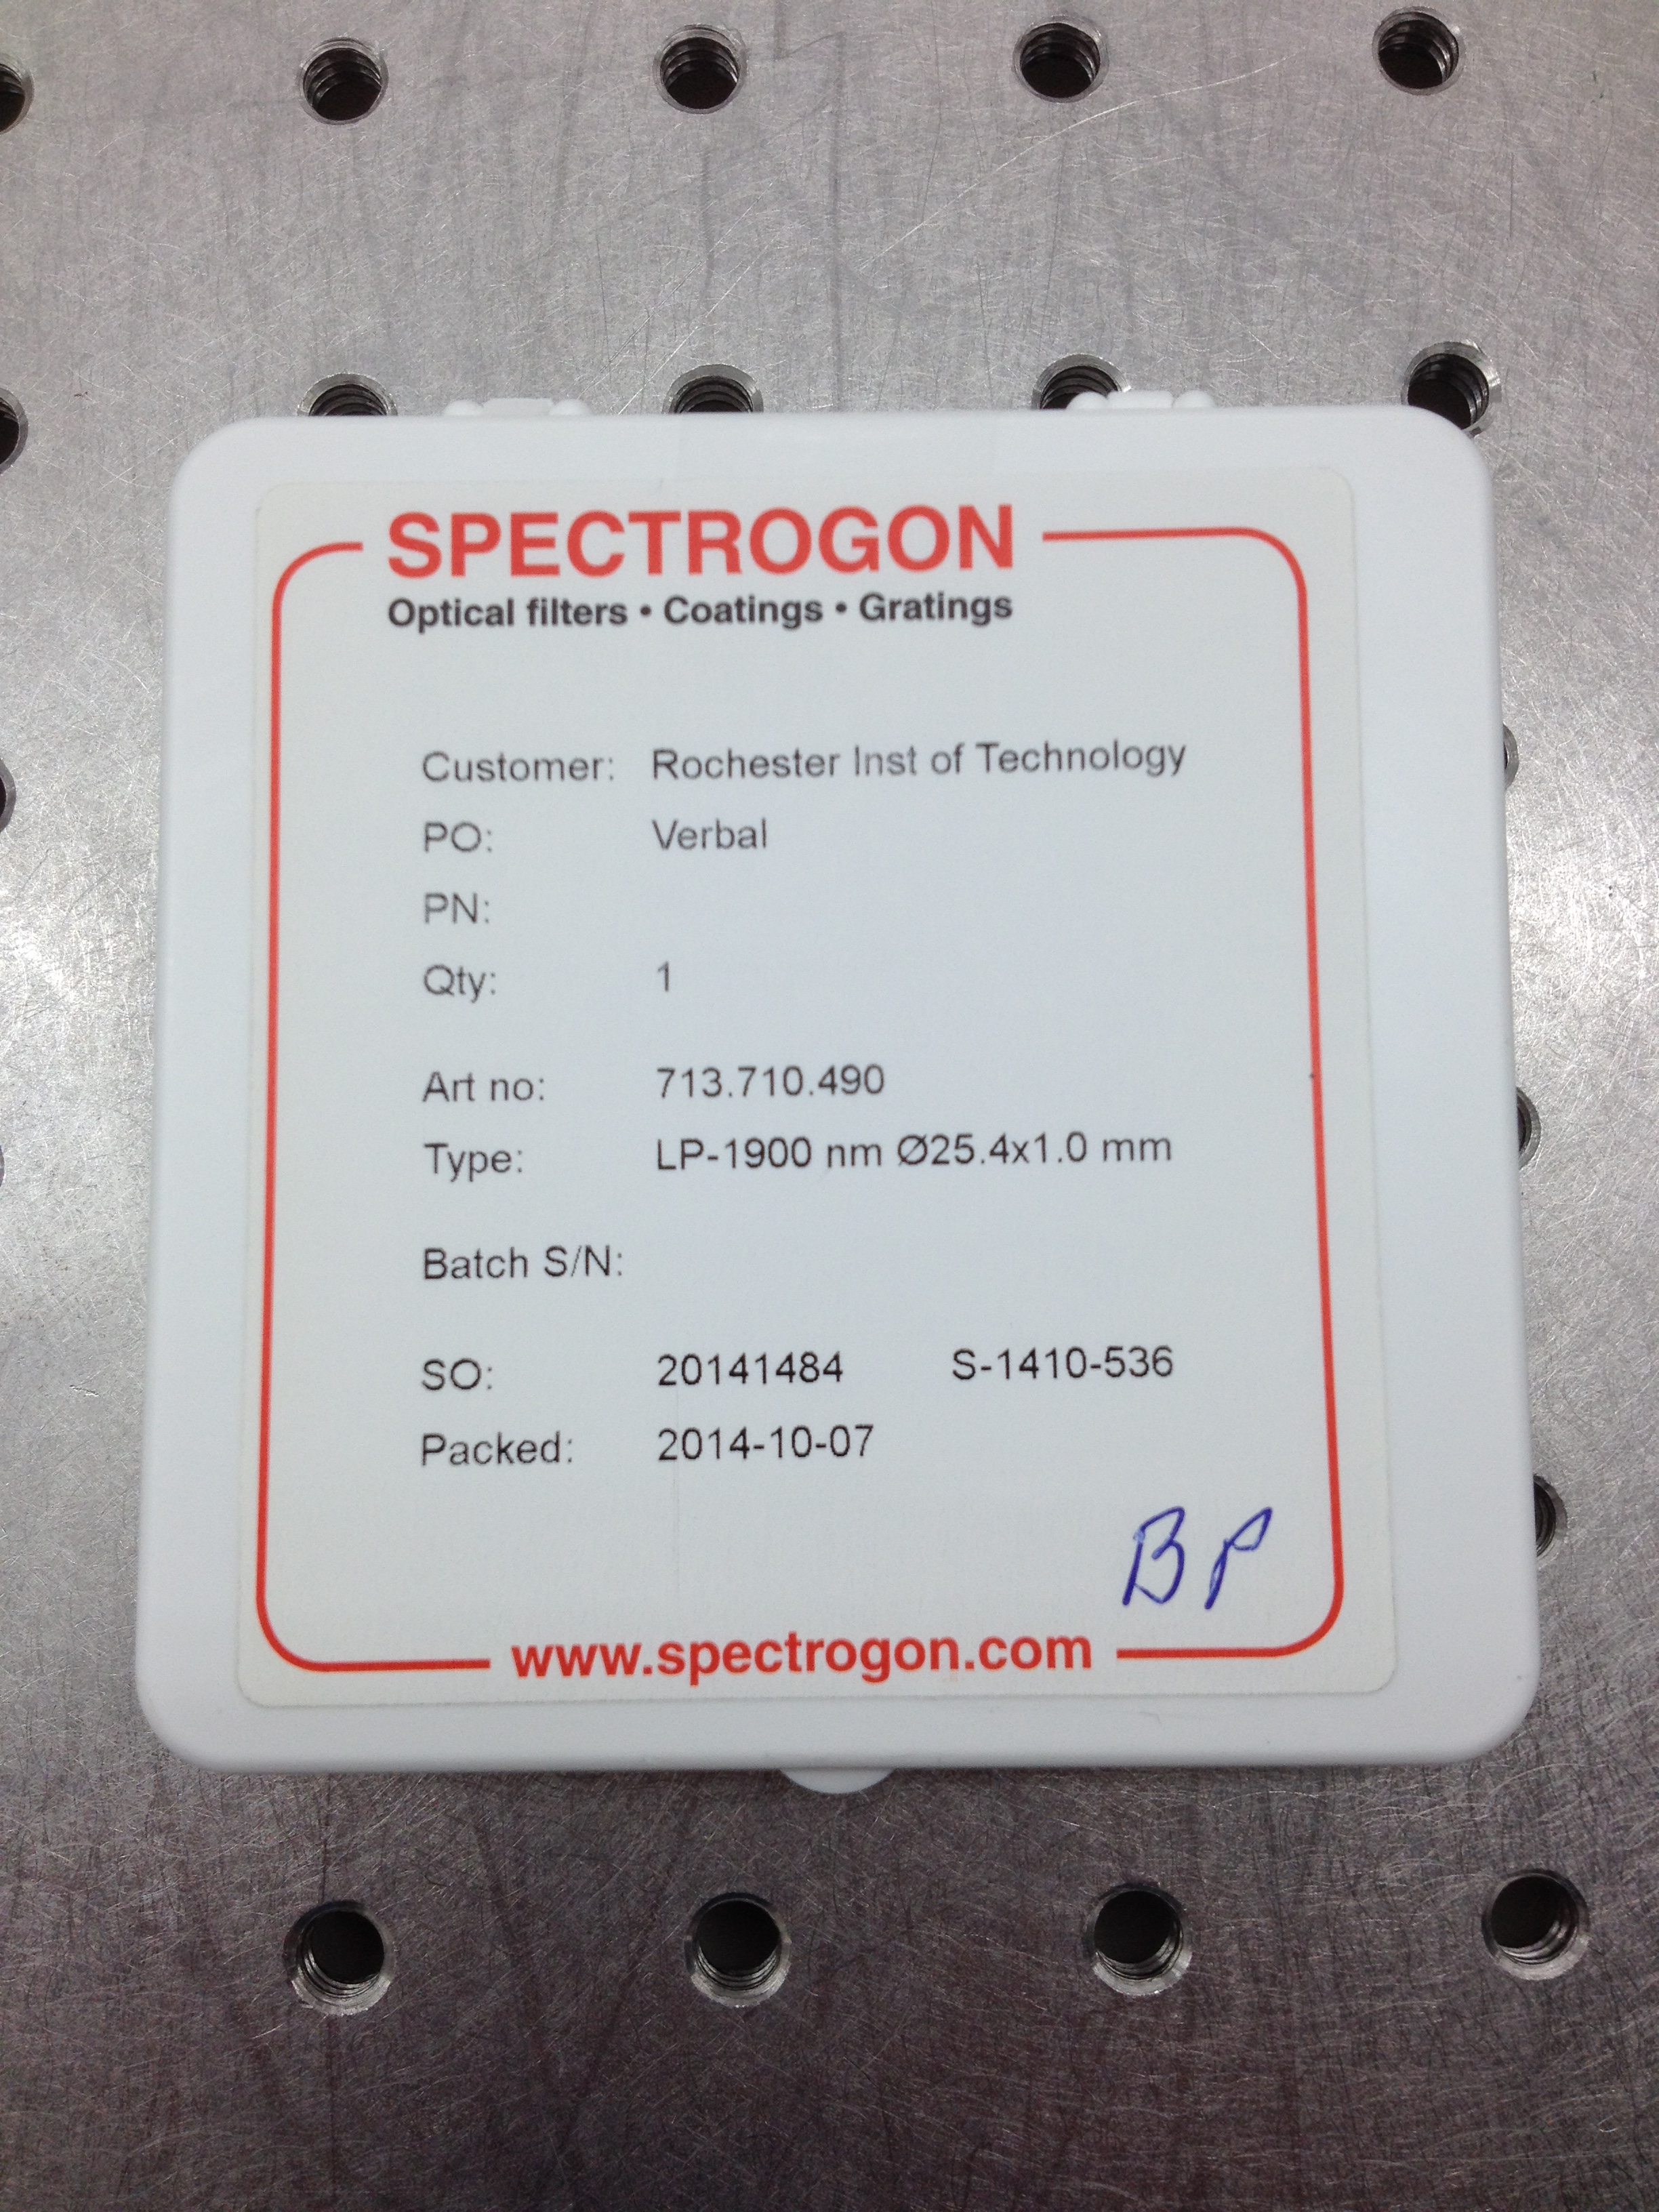 SPECTROGON
Optical filters • Coatings • Gratings
Customer: Rochester Inst of Technology
PO: Verbal
PN:
Qty: 1
Art no: 713.710.490
Type: LP-1900 nm Ø25.4x1.0 mm
Batch S/N:
SO: 20141484 S-1410-536
Packed: 2014-10-07
BP
www.spectrogon.com